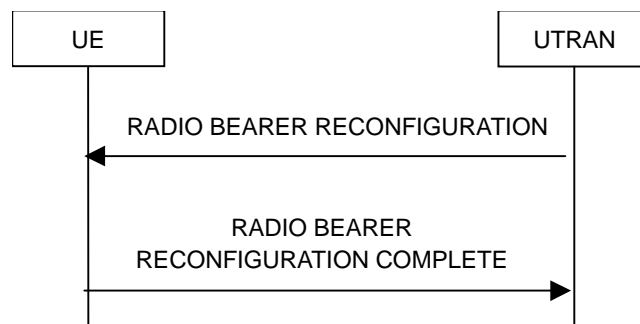 UE
UTRAN
RADIO BEARER RECONFIGURATION
RADIO BEARER
RECONFIGURATION COMPLETE